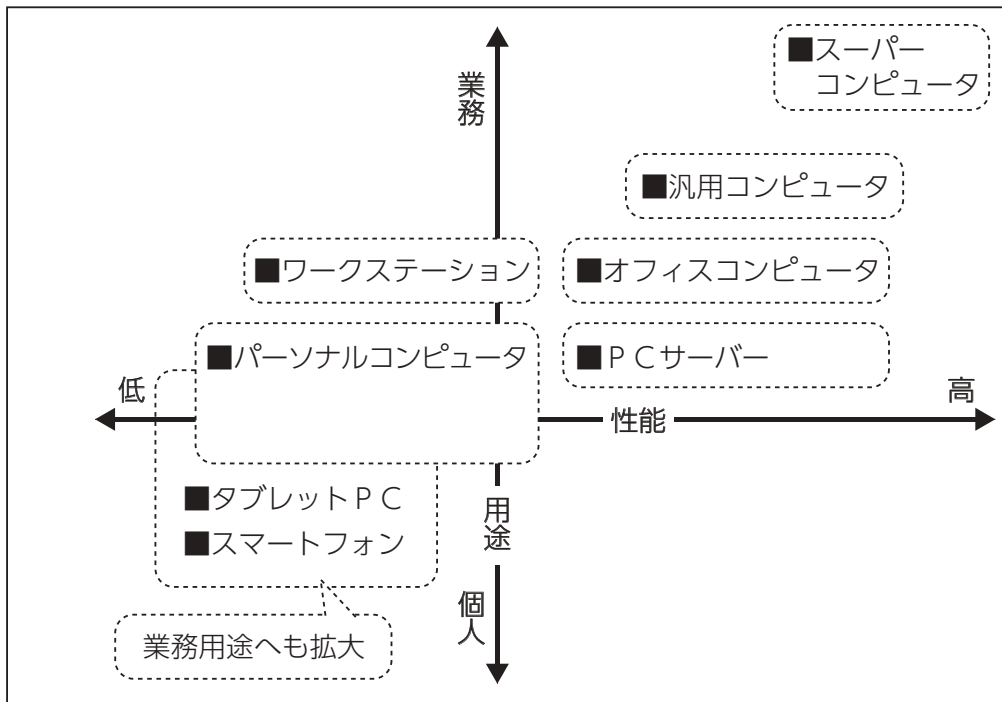 ■スーパー
コンピュータ
業務
■汎用コンピュータ
■ワークステーション
■オフィスコンピュータ
■パーソナルコンピュータ
■ＰＣサーバー
低
高
性能
■タブレットＰＣ
■スマートフォン
用途
個人
業務用途へも拡大